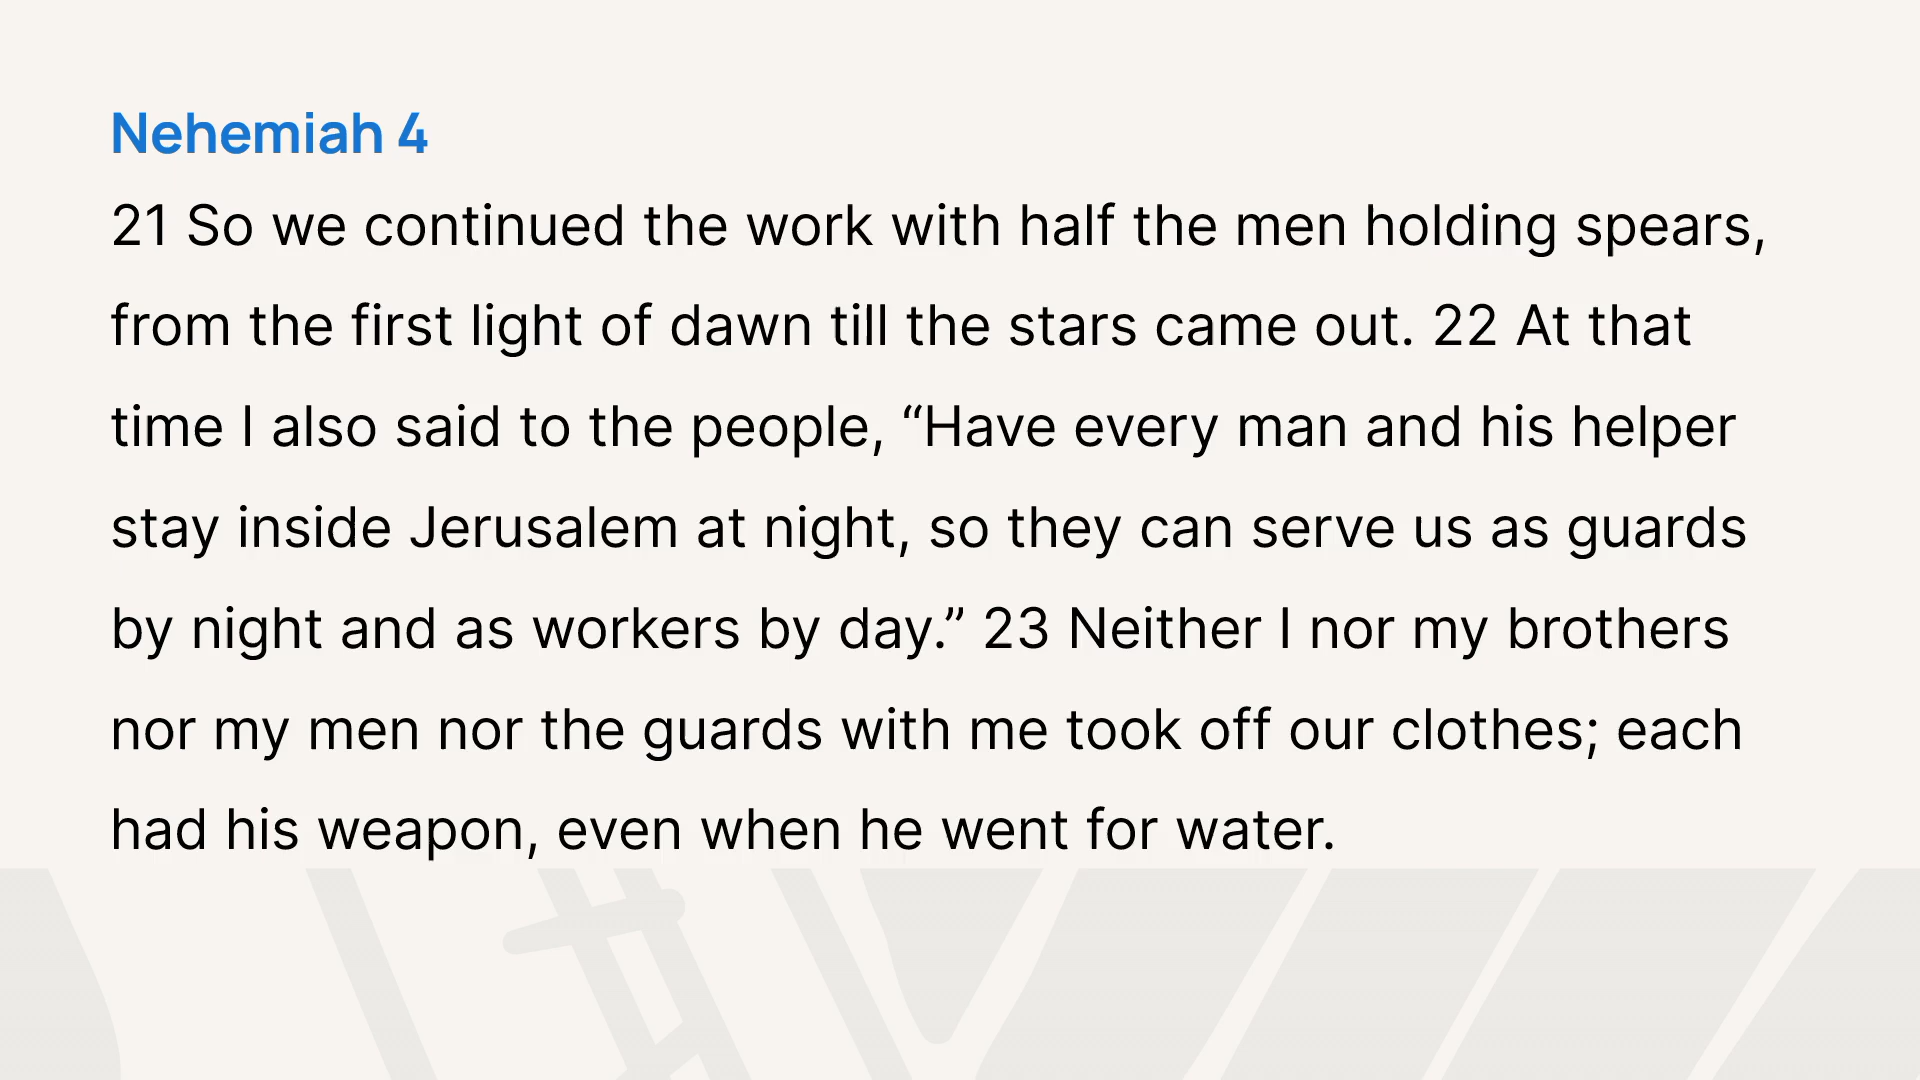 Nehemiah 4
21 So we continued the work with half the men holding spears,
from the first light of dawn till the stars came out. 22 At that
time I also said to the people, “Have every man and his helper
stay inside Jerusalem at night, so they can serve us as guards
by night and as workers by day.” 23 Neither I nor my brothers
nor my men nor the guards with me took off our clothes; each
had his weapon, even when he went for water.